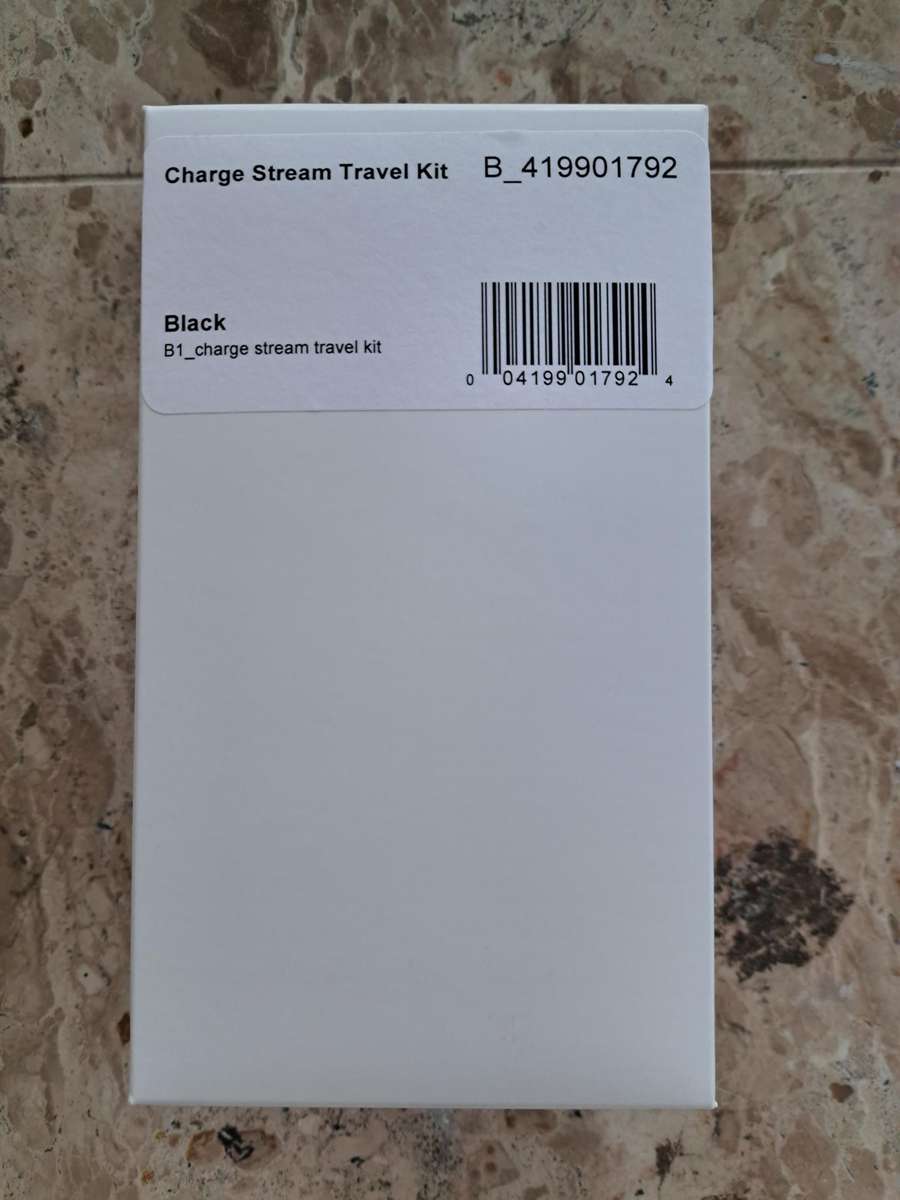 Charge Stream Travel Kit B_419901792
Black
B1_charge stream travel kit
0 04199 01792 4